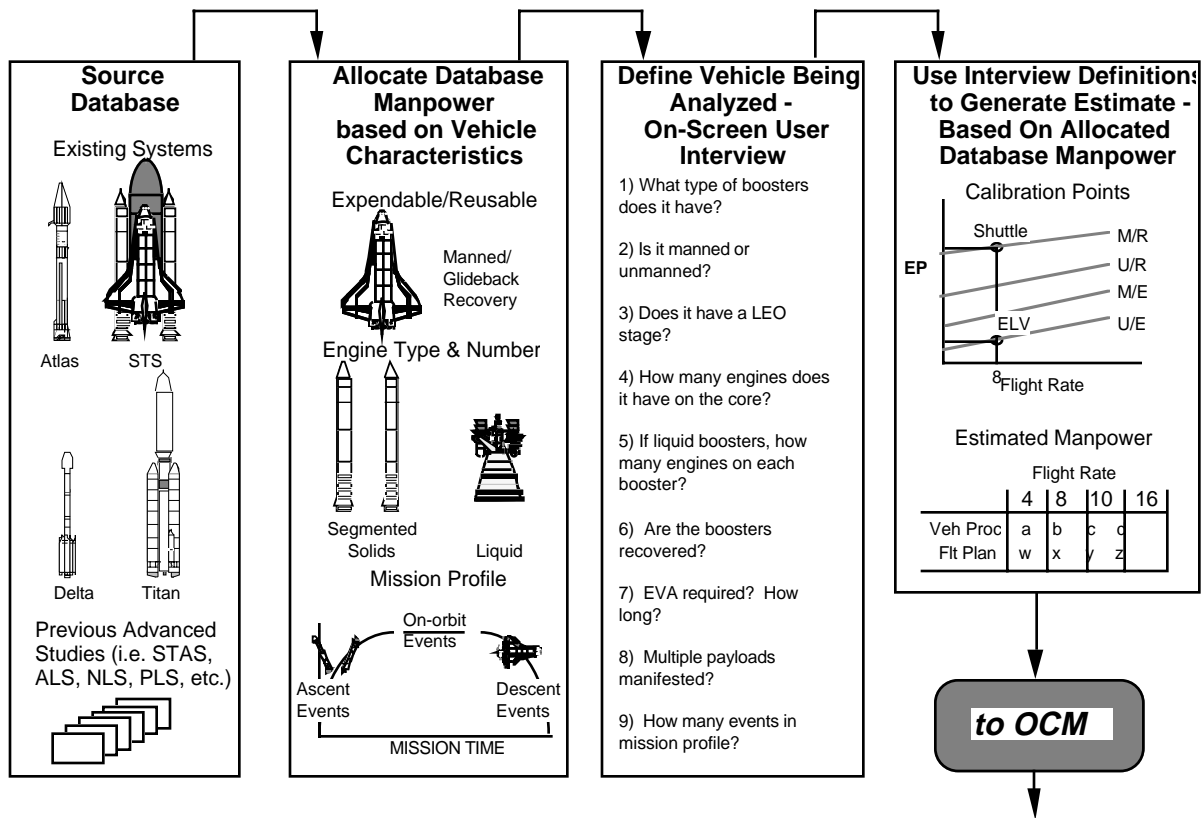 Source
Database
Existing Systems
Atlas
STS
Delta
Titan
Previous Advanced
Studies (i.e. STAS,
ALS, NLS, PLS, etc.)
Allocate Database
Manpower
based on Vehicle
Characteristics
Expendable/Reusable
Manned/
Glideback
Recovery
Engine Type & Number
Segmented
Solids
Liquid
Mission Profile
On-orbit
Events
Ascent
Events
Descent
Events
MISSION TIME
Define Vehicle Being
Analyzed -
On-Screen User
Interview
1) What type of boosters
does it have?
2) Is it manned or
unmanned?
3) Does it have a LEO
stage?
4) How many engines does
it have on the core?
5) If liquid boosters, how
many engines on each
booster?
6) Are the boosters
recovered?
7) EVA required? How
long?
8) Multiple payloads
manifested?
9) How many events in
mission profile?
Use Interview Definitions
to Generate Estimate -
Based On Allocated
Database Manpower
Calibration Points
Shuttle
M/R
EP
U/R
M/E
ELV
U/E
8
Flight Rate
Estimated Manpower
Flight Rate
4 8 10 16
Veh Proc a b c
Flt Plan w x y z
to OCM